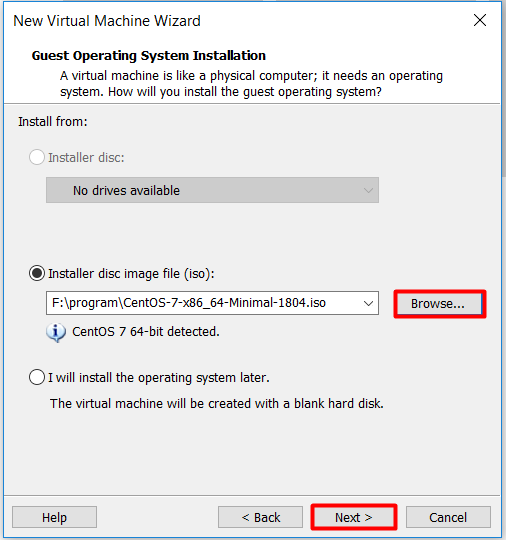 New Virtual Machine Wizard
Guest Operating System Installation
A virtual machine is like a physical computer; it needs an operating
system. How will you install the guest operating system?
Install from:
Installer disc:
No drives available
Installer disc image file (iso):
F:\program\CentOS-7-x86_64-Minimal-1804.iso
Browse...
CentOS 7 64-bit detected.
I will install the operating system later.
The virtual machine will be created with a blank hard disk.
Help
< Back
Next >
Cancel